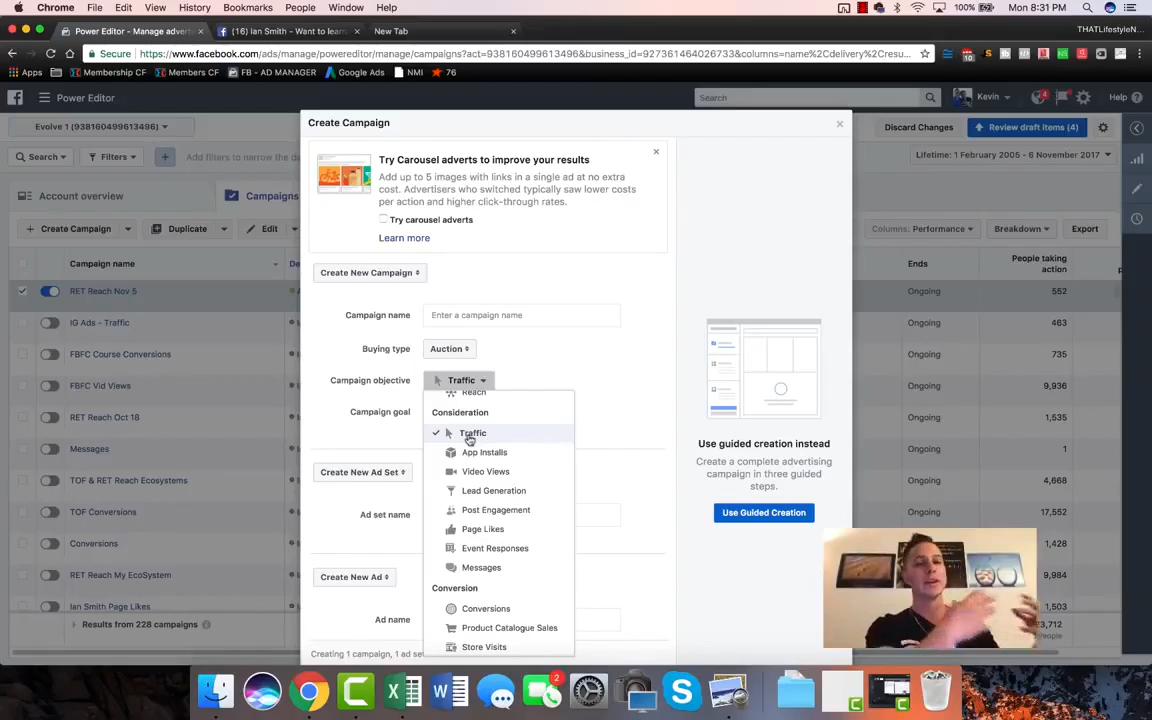 Chrome File Edit View History Bookmarks People Window Help 100% Mon 8:31 PM
Power Editor - Manage advert (16) Ian Smith - Want to learn New Tab THATLifestyleN...
Secure https://www.facebook.com/ads/manage/powereditor/manage/campaigns?act=938160499613496&business_id=927361464026733&columns=name%2Cdelivery%2Cresu...
10
Apps Membership CF Members CF FB - AD MANAGER Google Ads NMI 76
Power Editor Search Kevin 4 Help
Create Campaign
Evolve 1 (938160499613496) Discard Changes Review draft items (4)
Search Filters Add filters to narrow the da Lifetime: 1 February 2005 - 6 November 2017
Try Carousel adverts to improve your results
Add up to 5 images with links in a single ad at no extra
cost. Advertisers who switched typically saw lower costs
per action and higher click-through rates.
Try carousel adverts
Learn more
Account overview Campaigns
Create Campaign Duplicate Edit Columns: Performance Breakdown Export
Campaign name De Ends People taking
action
RET Reach Nov 5 Ongoing 552
IG Ads - Traffic Ongoing 463
FBFC Course Conversions Ongoing 735
FBFC Vid Views Ongoing 9,936
RET Reach Oct 18 Ongoing 1,535
Messages Ongoing 1
TOF & RET Reach Ecosystems Ongoing 4,668
TOF Conversions Ongoing 17,552
Conversions 1,428
RET Reach My EcoSystem 9,984
Ian Smith Page Likes 1,503
Results from 228 campaigns 23,712
People
Create New Campaign
Campaign name Enter a campaign name
Buying type Auction
Campaign objective Traffic
Campaign goal
Reach
Consideration
Traffic
App Installs
Video Views
Lead Generation
Post Engagement
Page Likes
Event Responses
Messages
Conversion
Conversions
Product Catalogue Sales
Store Visits
Create New Ad Set
Ad set name
Create New Ad
Ad name
Creating 1 campaign, 1 ad set
Use guided creation instead
Create a complete advertising
campaign in three guided
steps.
Use Guided Creation
2